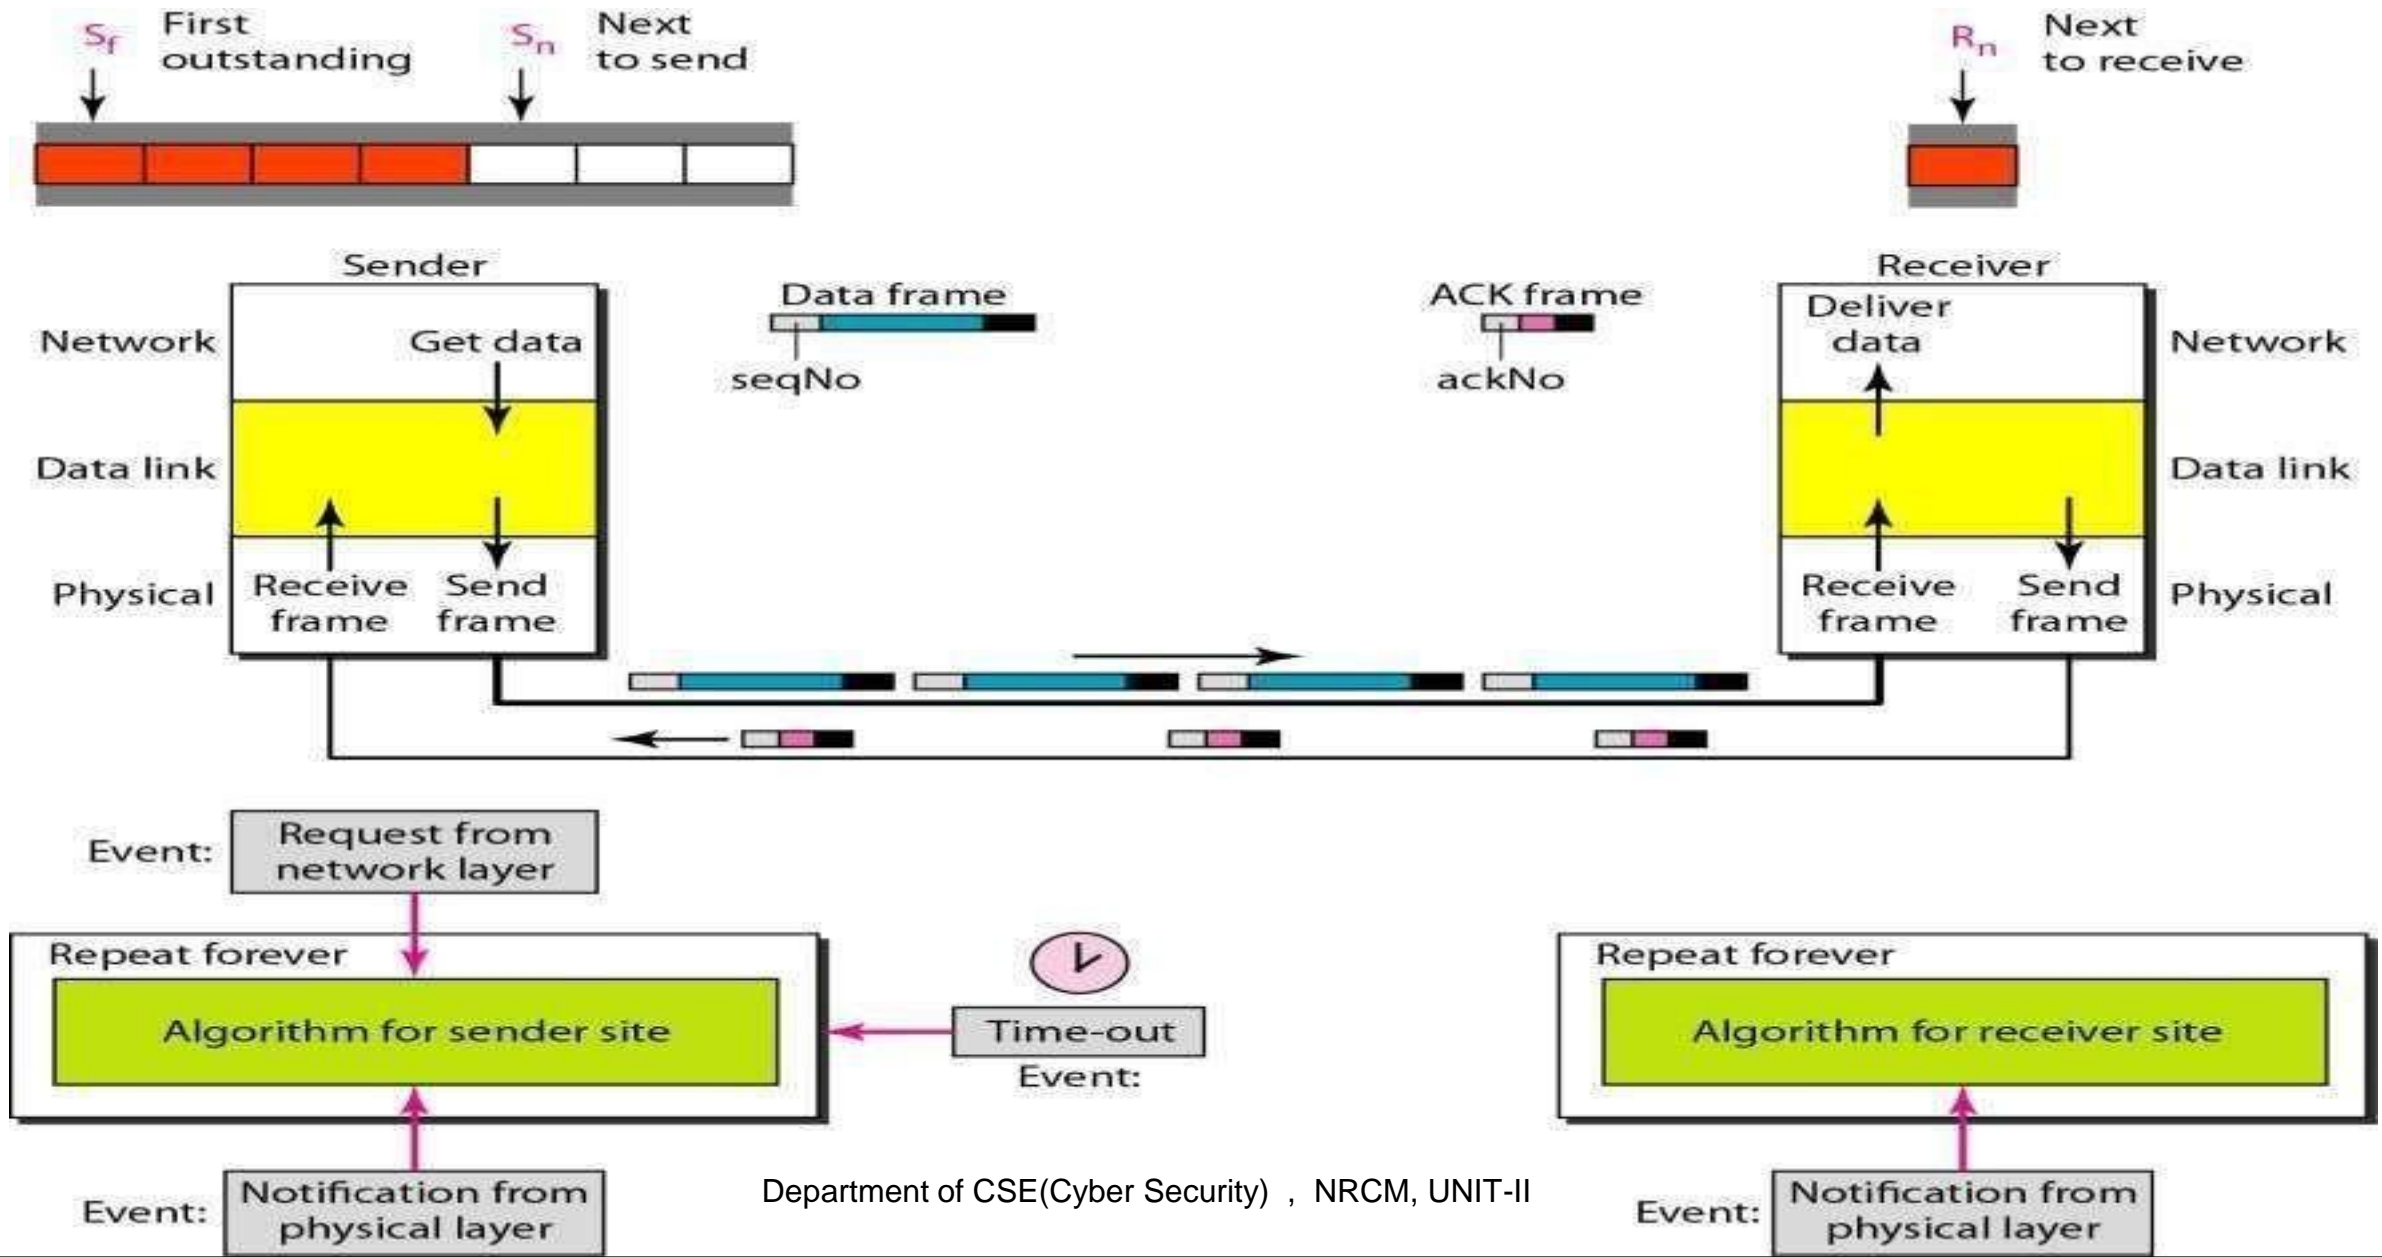 Sf First
outstanding
Sn Next
to send
Rn Next
to receive
Sender
Receiver
Network
Get data
Data frame
seqNo
ACK frame
ackNo
Deliver
data
Network
Data link
Data link
Physical
Receive
frame
Send
frame
Receive
frame
Send
frame
Physical
Event:
Request from
network layer
Repeat forever
Algorithm for sender site
Time-out
Event:
Repeat forever
Algorithm for receiver site
Event:
Notification from
physical layer
Department of CSE(Cyber Security) , NRCM, UNIT-II
Event:
Notification from
physical layer